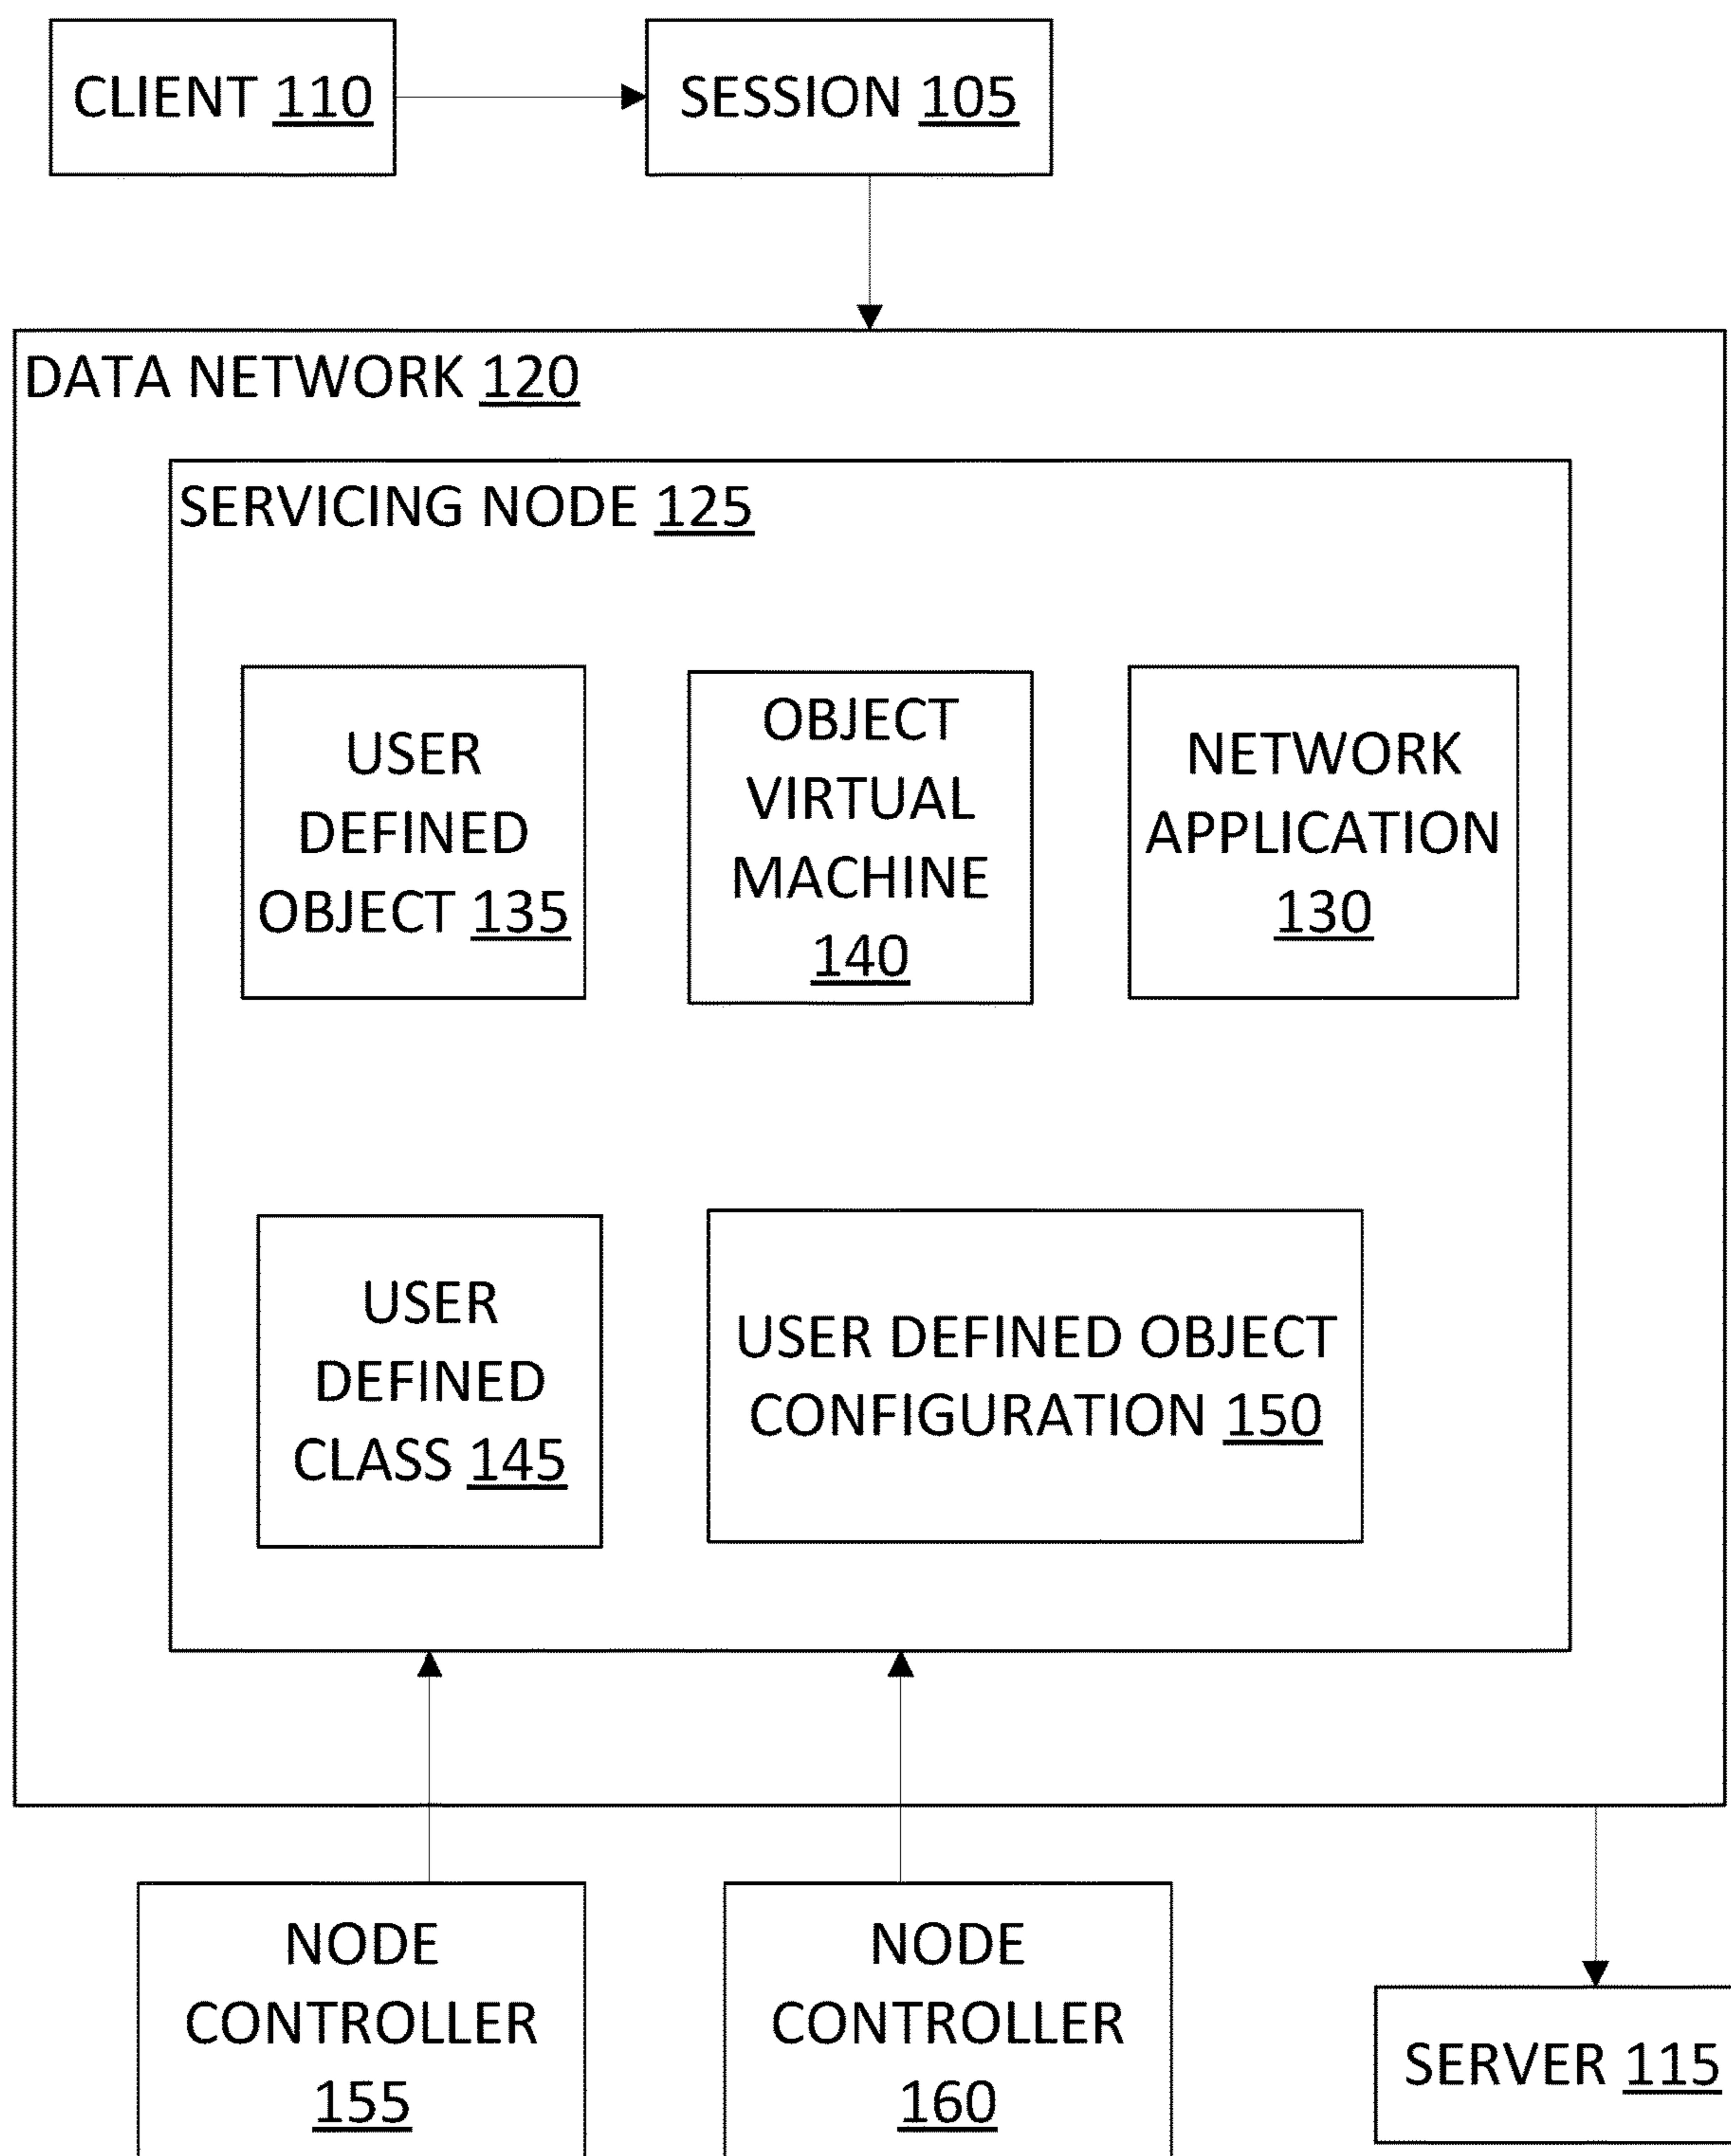 CLIENT 110
SESSION 105
DATA NETWORK 120
SERVICING NODE 125
USER
DEFINED
OBJECT 135
OBJECT
VIRTUAL
MACHINE
140
NETWORK
APPLICATION
130
USER
DEFINED
CLASS 145
USER DEFINED OBJECT
CONFIGURATION 150
NODE
CONTROLLER
155
NODE
CONTROLLER
160
SERVER 115